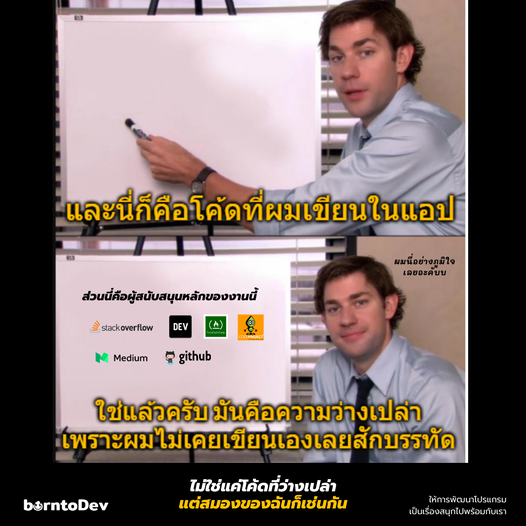 และนี่ก็คือโค้ดที่ผมเขียนในแอป
ผมนี่อย่างภูมิใจ
เลยอะคับบ
ส่วนนี่คือผู้สนับสนุนหลักของงานนี้
stackoverflow
DEV
Medium
github
ใช่แล้วครับ มันคือความว่างเปล่า
เพราะผมไม่เคยเขียนเองเลยสักบรรทัด
ไม่ใช่แค่โค้ดที่ว่างเปล่า
แต่สมองของฉันก็เช่นกัน
borntoDev
ให้การพัฒนาโปรแกรม
เป็นเรื่องสนุกไปพร้อมกับเรา